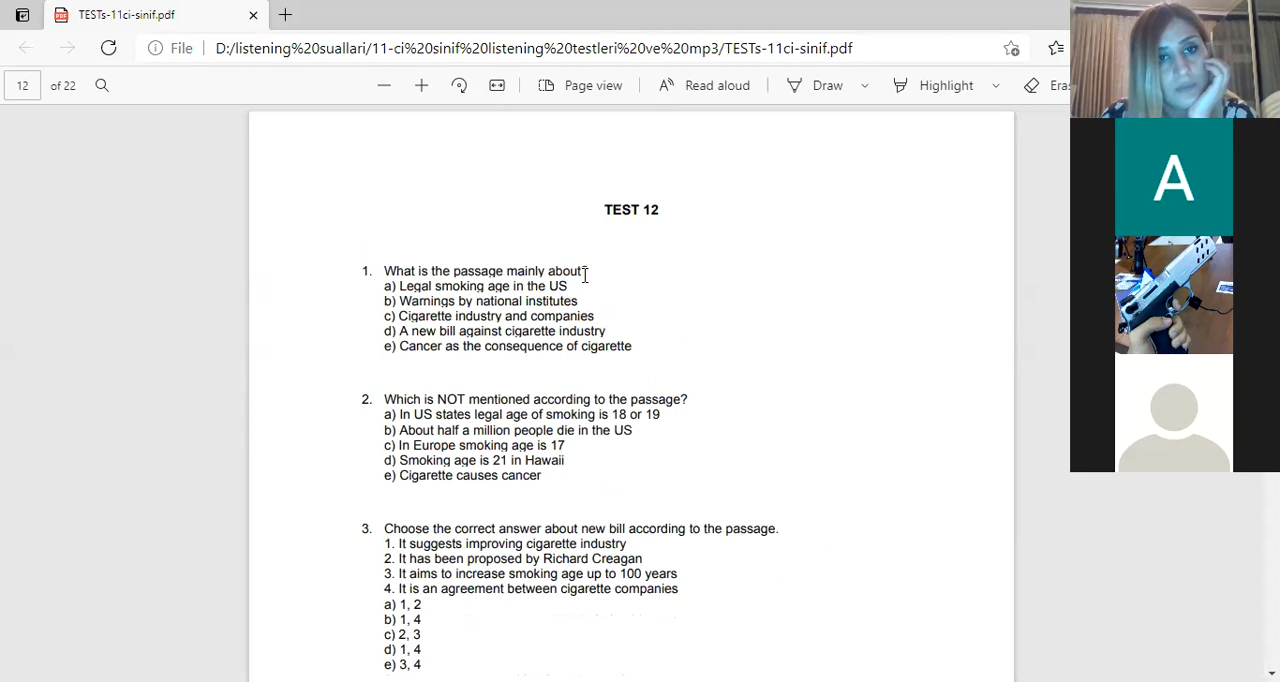 TESTs-11ci-sinif.pdf
File D:/listening%20suallari/11-ci%20sinif%20listening%20testleri%20ve%20mp3/TESTs-11ci-sinif.pdf
12 of 22 Page view Read aloud Draw Highlight Eras
TEST 12
1. What is the passage mainly about?
a) Legal smoking age in the US
b) Warnings by national institutes
c) Cigarette industry and companies
d) A new bill against cigarette industry
e) Cancer as the consequence of cigarette
2. Which is NOT mentioned according to the passage?
a) In US states legal age of smoking is 18 or 19
b) About half a million people die in the US
c) In Europe smoking age is 17
d) Smoking age is 21 in Hawaii
e) Cigarette causes cancer
3. Choose the correct answer about new bill according to the passage.
1. It suggests improving cigarette industry
2. It has been proposed by Richard Creagan
3. It aims to increase smoking age up to 100 years
4. It is an agreement between cigarette companies
a) 1, 2
b) 1, 4
c) 2, 3
d) 1, 4
e) 3, 4
A